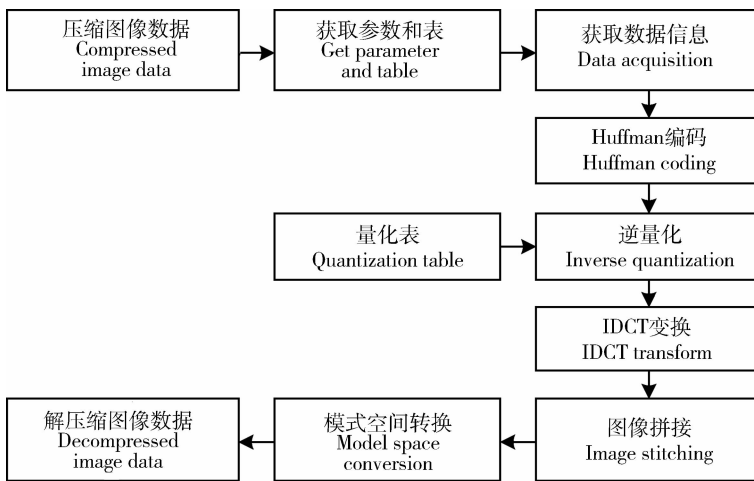 压缩图像数据
Compressed
image data
获取参数和表
Get parameter
and table
获取数据信息
Data acquisition
Huffman编码
Huffman coding
量化表
Quantization table
逆量化
Inverse quantization
IDCT变换
IDCT transform
解压缩图像数据
Decompressed
image data
模式空间转换
Model space
conversion
图像拼接
Image stitching